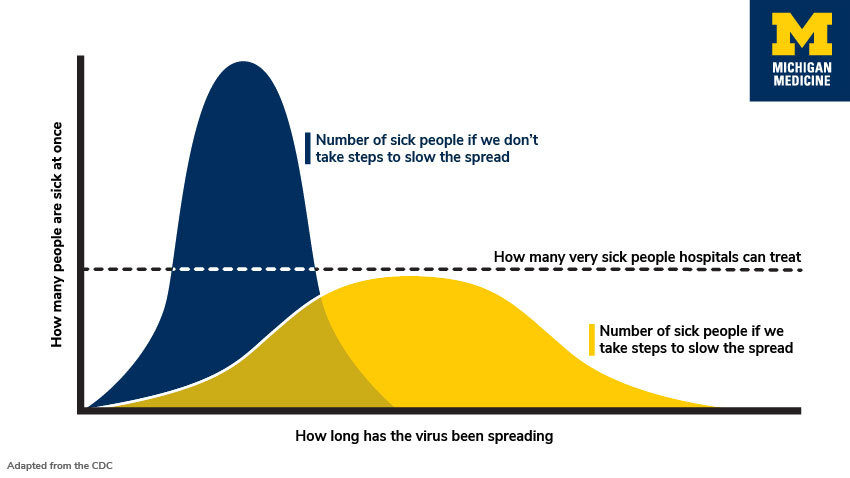 M
MICHIGAN
MEDICINE
How many people are sick at once
Number of sick people if we don’t
take steps to slow the spread
How many very sick people hospitals can treat
Number of sick people if we
take steps to slow the spread
How long has the virus been spreading
Adapted from the CDC